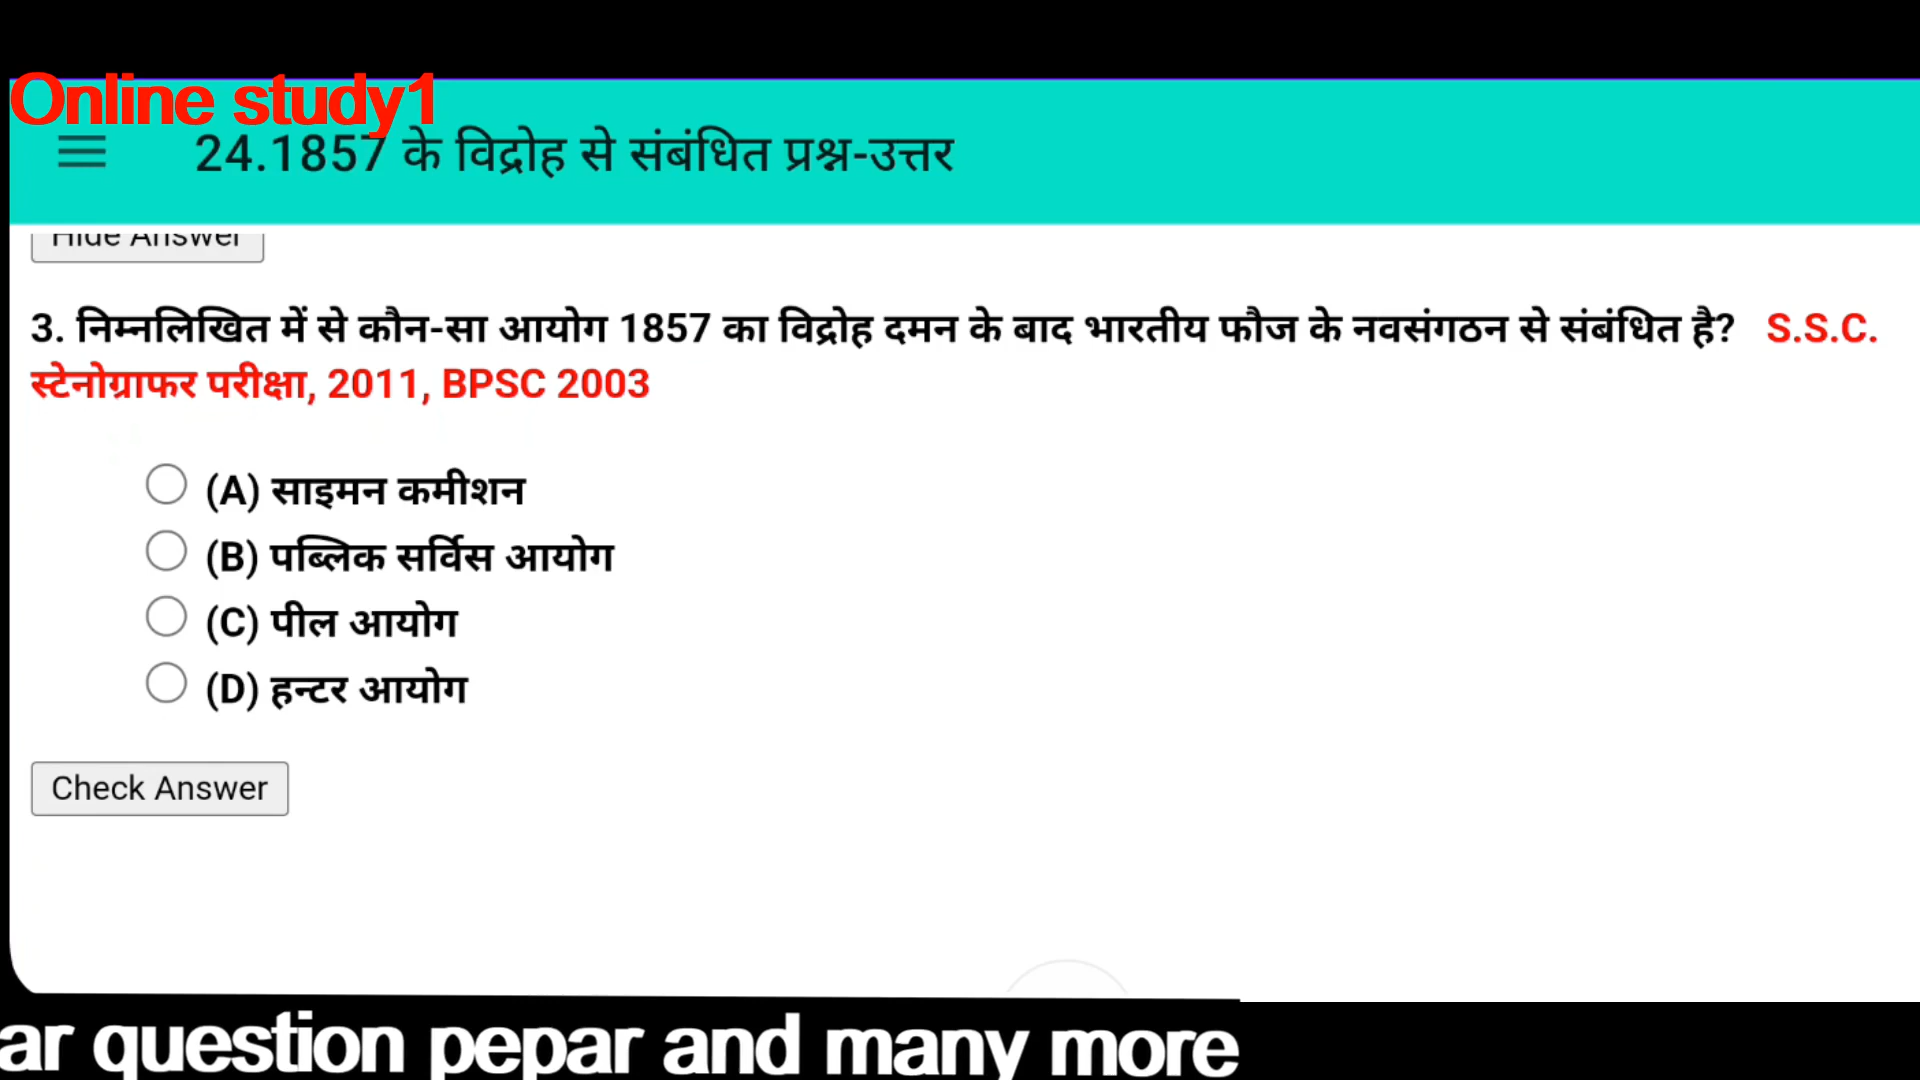 Online study1
24.1857 के विद्रोह से संबंधित प्रश्न-उत्तर
Hide Answer
3. निम्नलिखित में से कौन-सा आयोग 1857 का विद्रोह दमन के बाद भारतीय फौज के नवसंगठन से संबंधित है? S.S.C.
स्टेनोग्राफर परीक्षा, 2011, BPSC 2003
(A) साइमन कमीशन
(B) पब्लिक सर्विस आयोग
(C) पील आयोग
(D) हन्टर आयोग
Check Answer
ar question pepar and many more